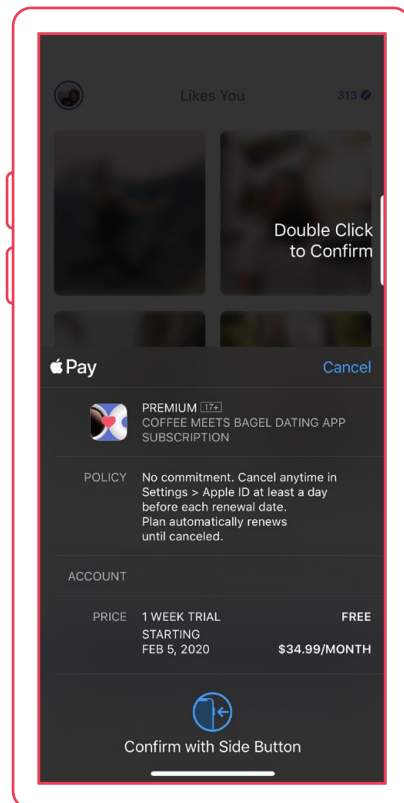 Likes You 313
Double Click
to Confirm
Pay Cancel
PREMIUM 17+
COFFEE MEETS BAGEL DATING APP
SUBSCRIPTION
POLICY No commitment. Cancel anytime in
Settings > Apple ID at least a day
before each renewal date.
Plan automatically renews
until canceled.
ACCOUNT
PRICE 1 WEEK TRIAL FREE
STARTING
FEB 5, 2020 $34.99/MONTH
Confirm with Side Button